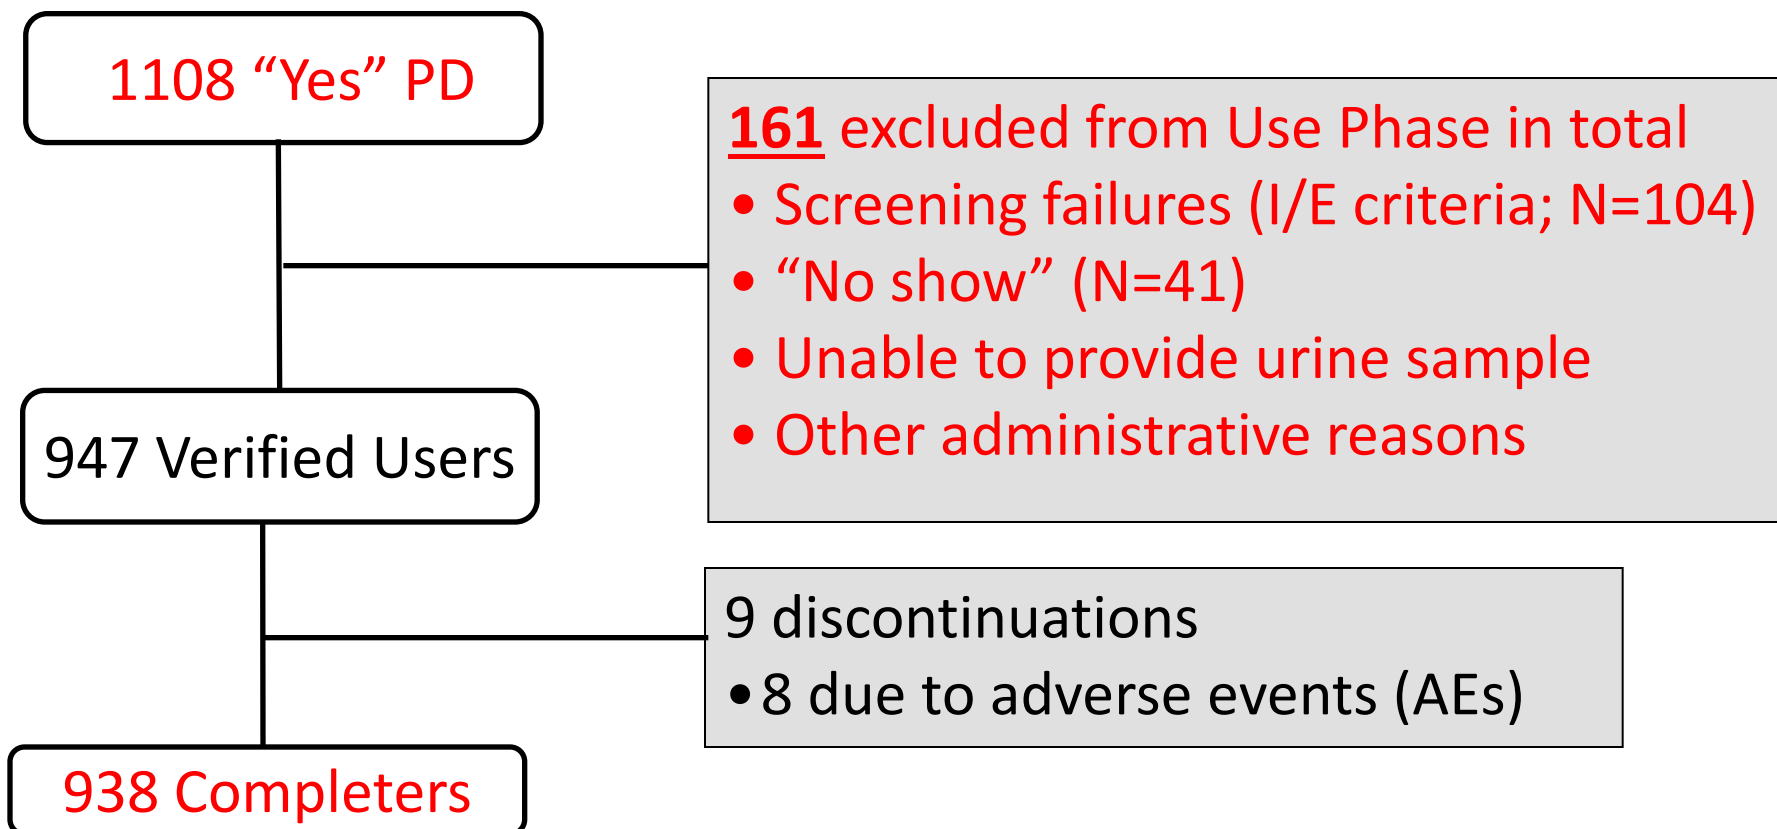 1108 “Yes” PD
161 excluded from Use Phase in total
• Screening failures (I/E criteria; N=104)
• “No show” (N=41)
• Unable to provide urine sample
• Other administrative reasons
947 Verified Users
9 discontinuations
•8 due to adverse events (AEs)
938 Completers